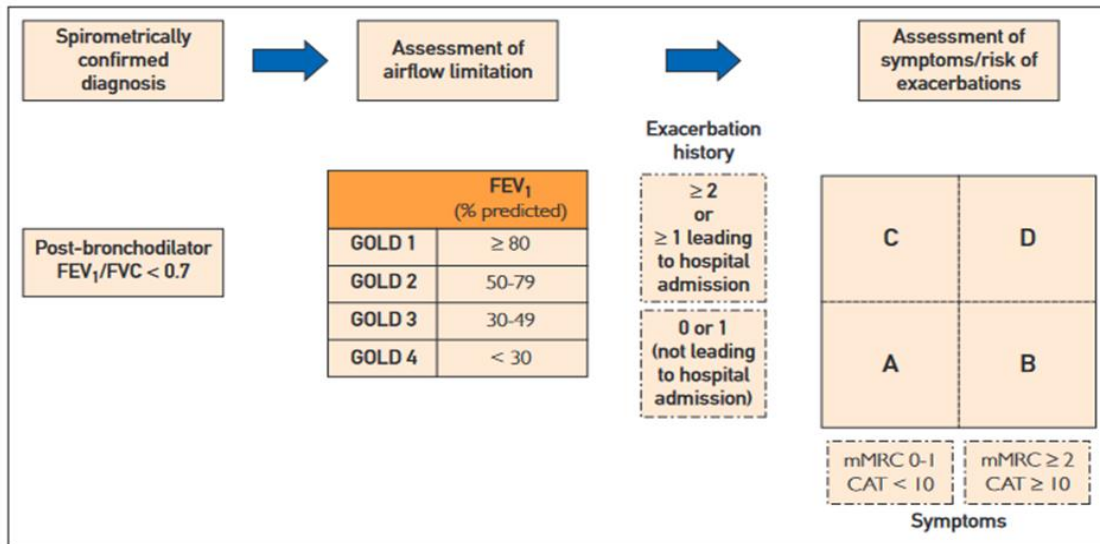 Spirometrically
confirmed
diagnosis
Assessment of
airflow limitation
Assessment of
symptoms/risk of
exacerbations
Post-bronchodilator
FEV₁/FVC < 0.7
FEV₁
(% predicted)
GOLD 1 ≥ 80
GOLD 2 50-79
GOLD 3 30-49
GOLD 4 < 30
Exacerbation
history
≥ 2
or
≥ 1 leading
to hospital
admission
0 or 1
(not leading
to hospital
admission)
C D
A B
mMRC 0-1
CAT < 10
mMRC ≥ 2
CAT ≥ 10
Symptoms